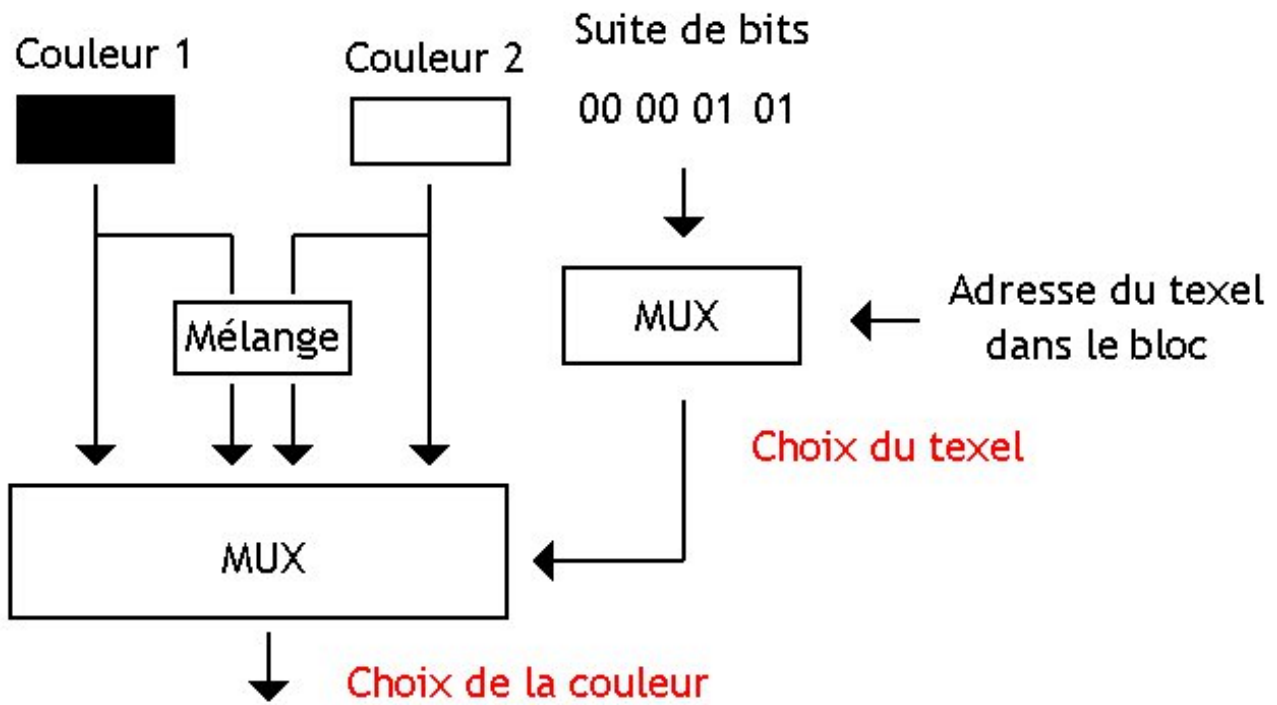 Couleur 1
Couleur 2
Suite de bits
00 00 01 01
Mélange
MUX
Adresse du texel
dans le bloc
Choix du texel
MUX
Choix de la couleur